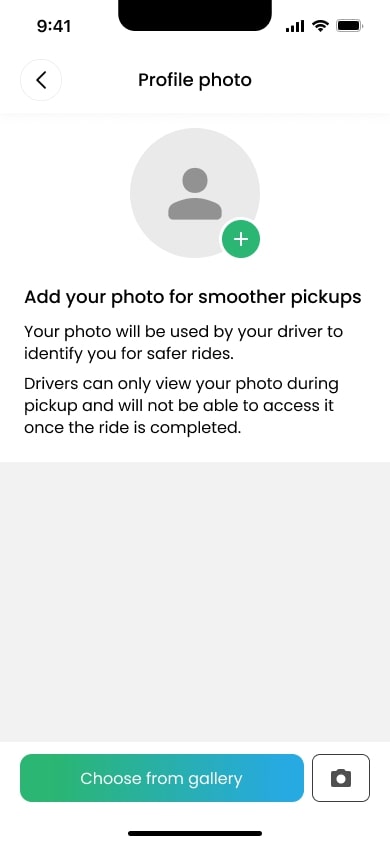 9:41
Profile photo
Add your photo for smoother pickups
Your photo will be used by your driver to
identify you for safer rides.
Drivers can only view your photo during
pickup and will not be able to access it
once the ride is completed.
Choose from gallery